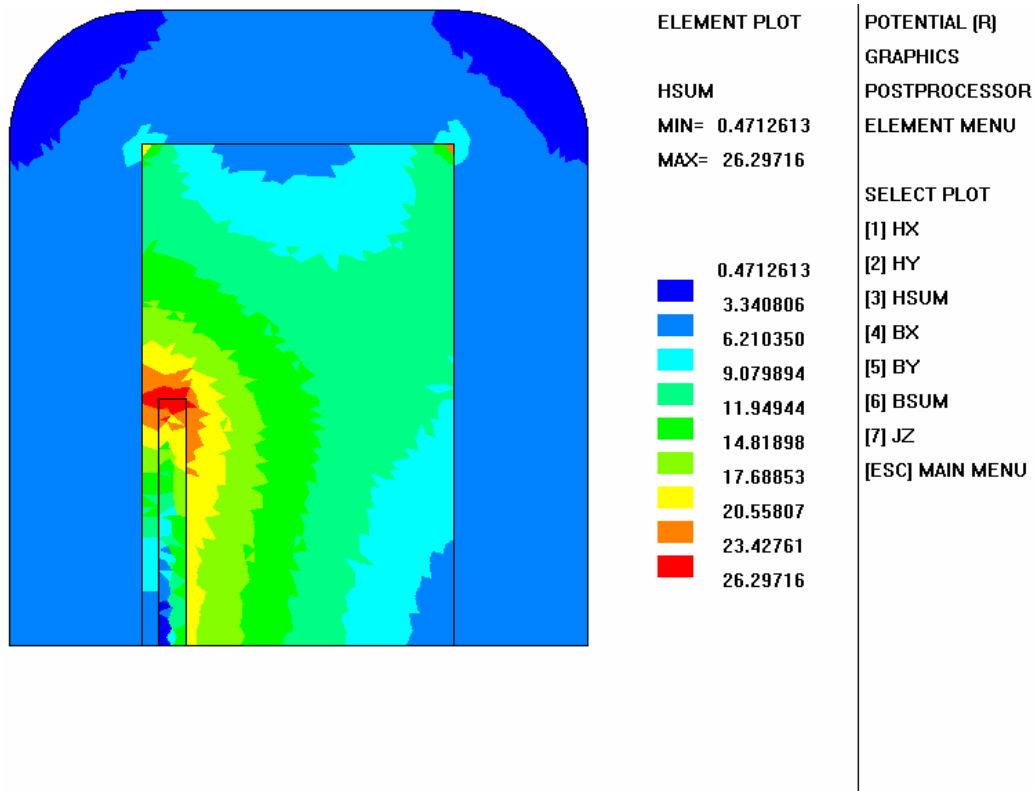 ELEMENT PLOT
HSUM
MIN= 0.4712613
MAX= 26.29716
0.4712613
3.340806
6.210350
9.079894
11.94944
14.81898
17.68853
20.55807
23.42761
26.29716
POTENTIAL (R)
GRAPHICS
POSTPROCESSOR
ELEMENT MENU
SELECT PLOT
[1] HX
[2] HY
[3] HSUM
[4] BX
[5] BY
[6] BSUM
[7] JZ
[ESC] MAIN MENU